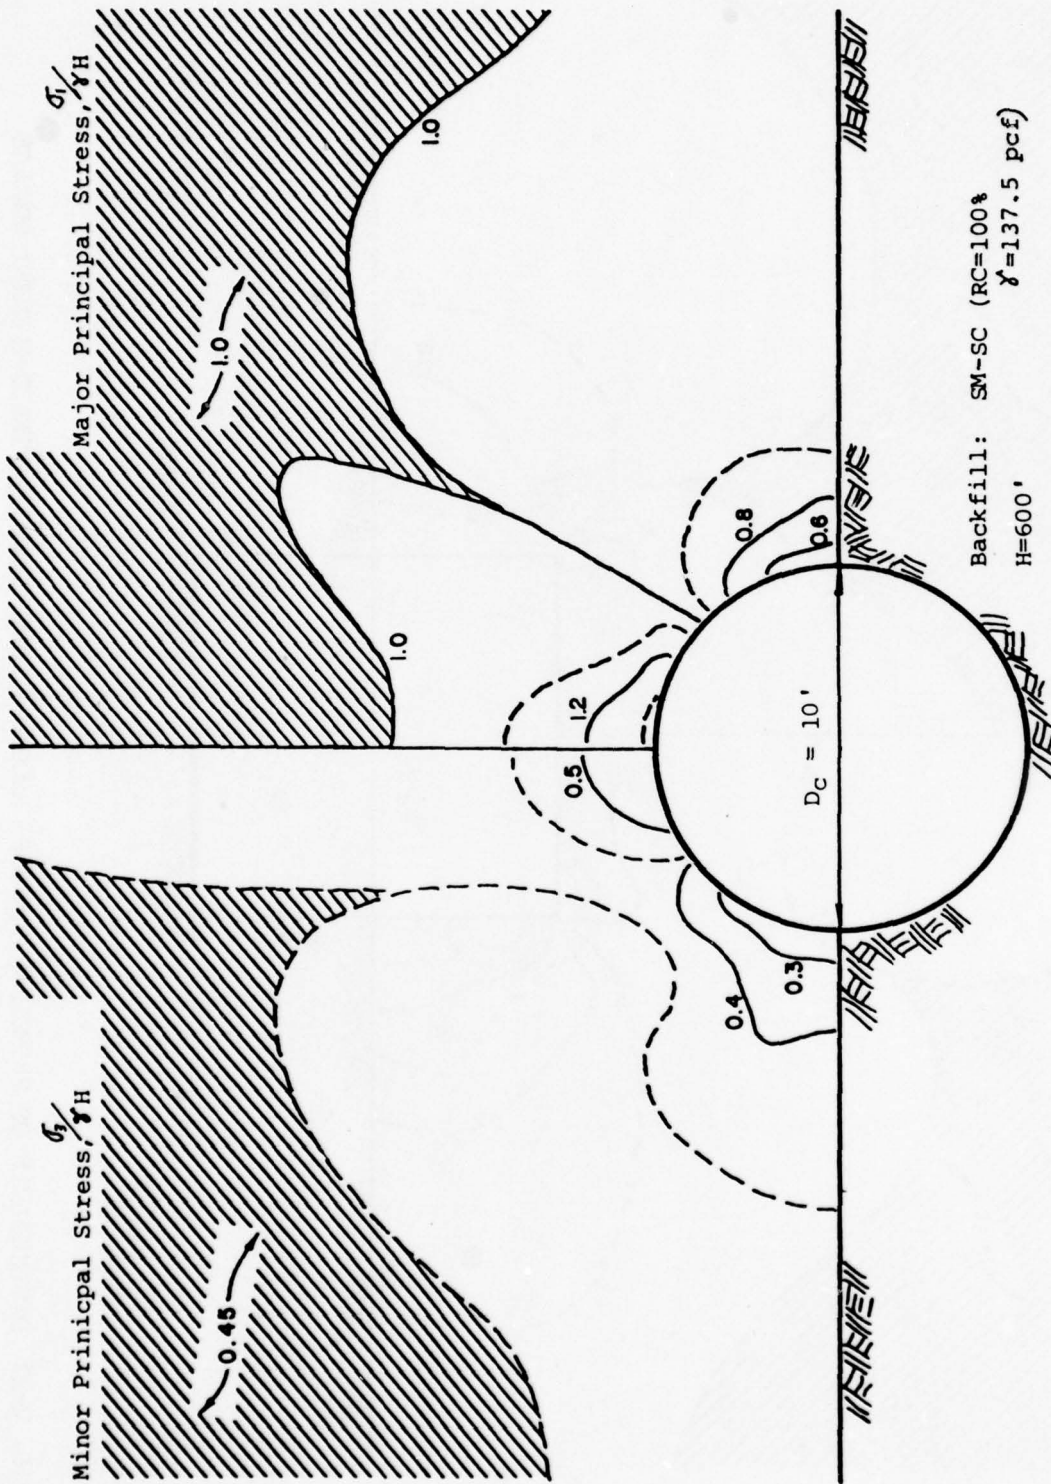 Minor Prinicpal Stress, σ3/γH
Major Principal Stress, σ1/γH
0.45
1.0
1.0
1.0
0.5
1.2
0.4
0.3
0.8
0.6
DC = 10'
Backfill: SM-SC (RC=100%
γ=137.5 pcf)
H=600'